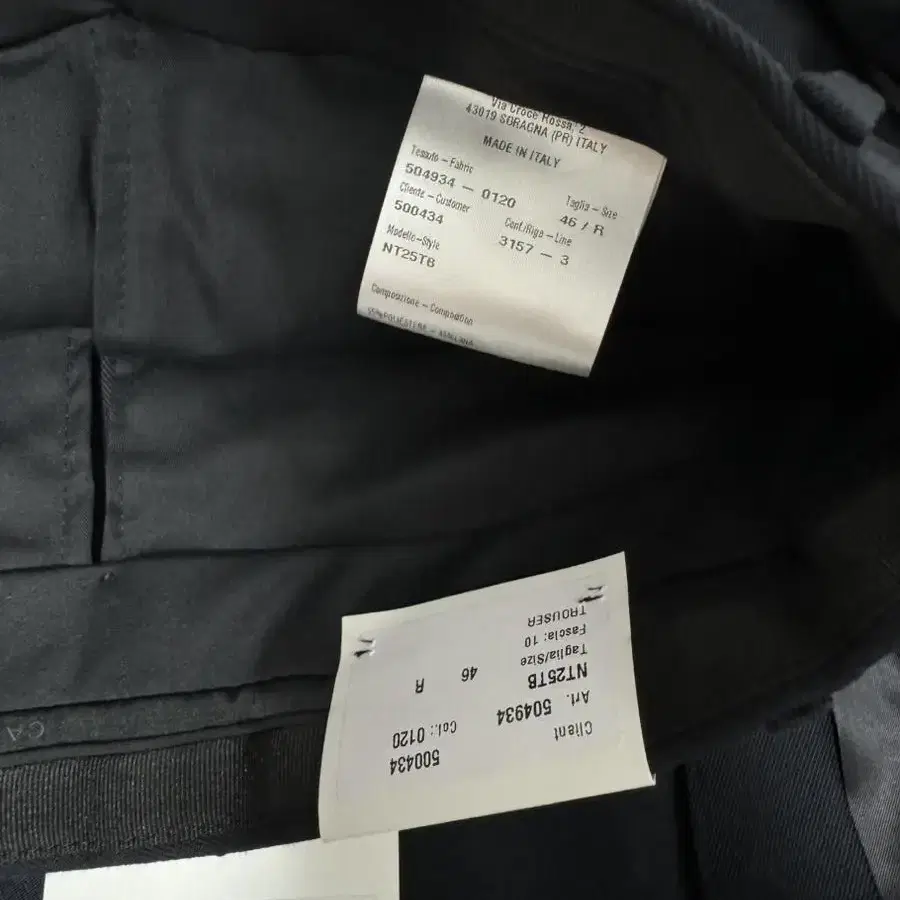 Via Croce Rossa, 2
43019 SORAGNA (PR) ITALY
MADE IN ITALY
Tessuto – Fabric
504934 – 0120
Taglia – Size
46 / R
Cliente – Customer
500434
Conf./Riga – Line
3157 – 3
Modello – Style
NT25TB
Composizione – Composition
Client
500434
Art. 504934
Col.: 0120
NT25TB
Taglia/Size
46 R
Fascia: 10
TROUSER
CA